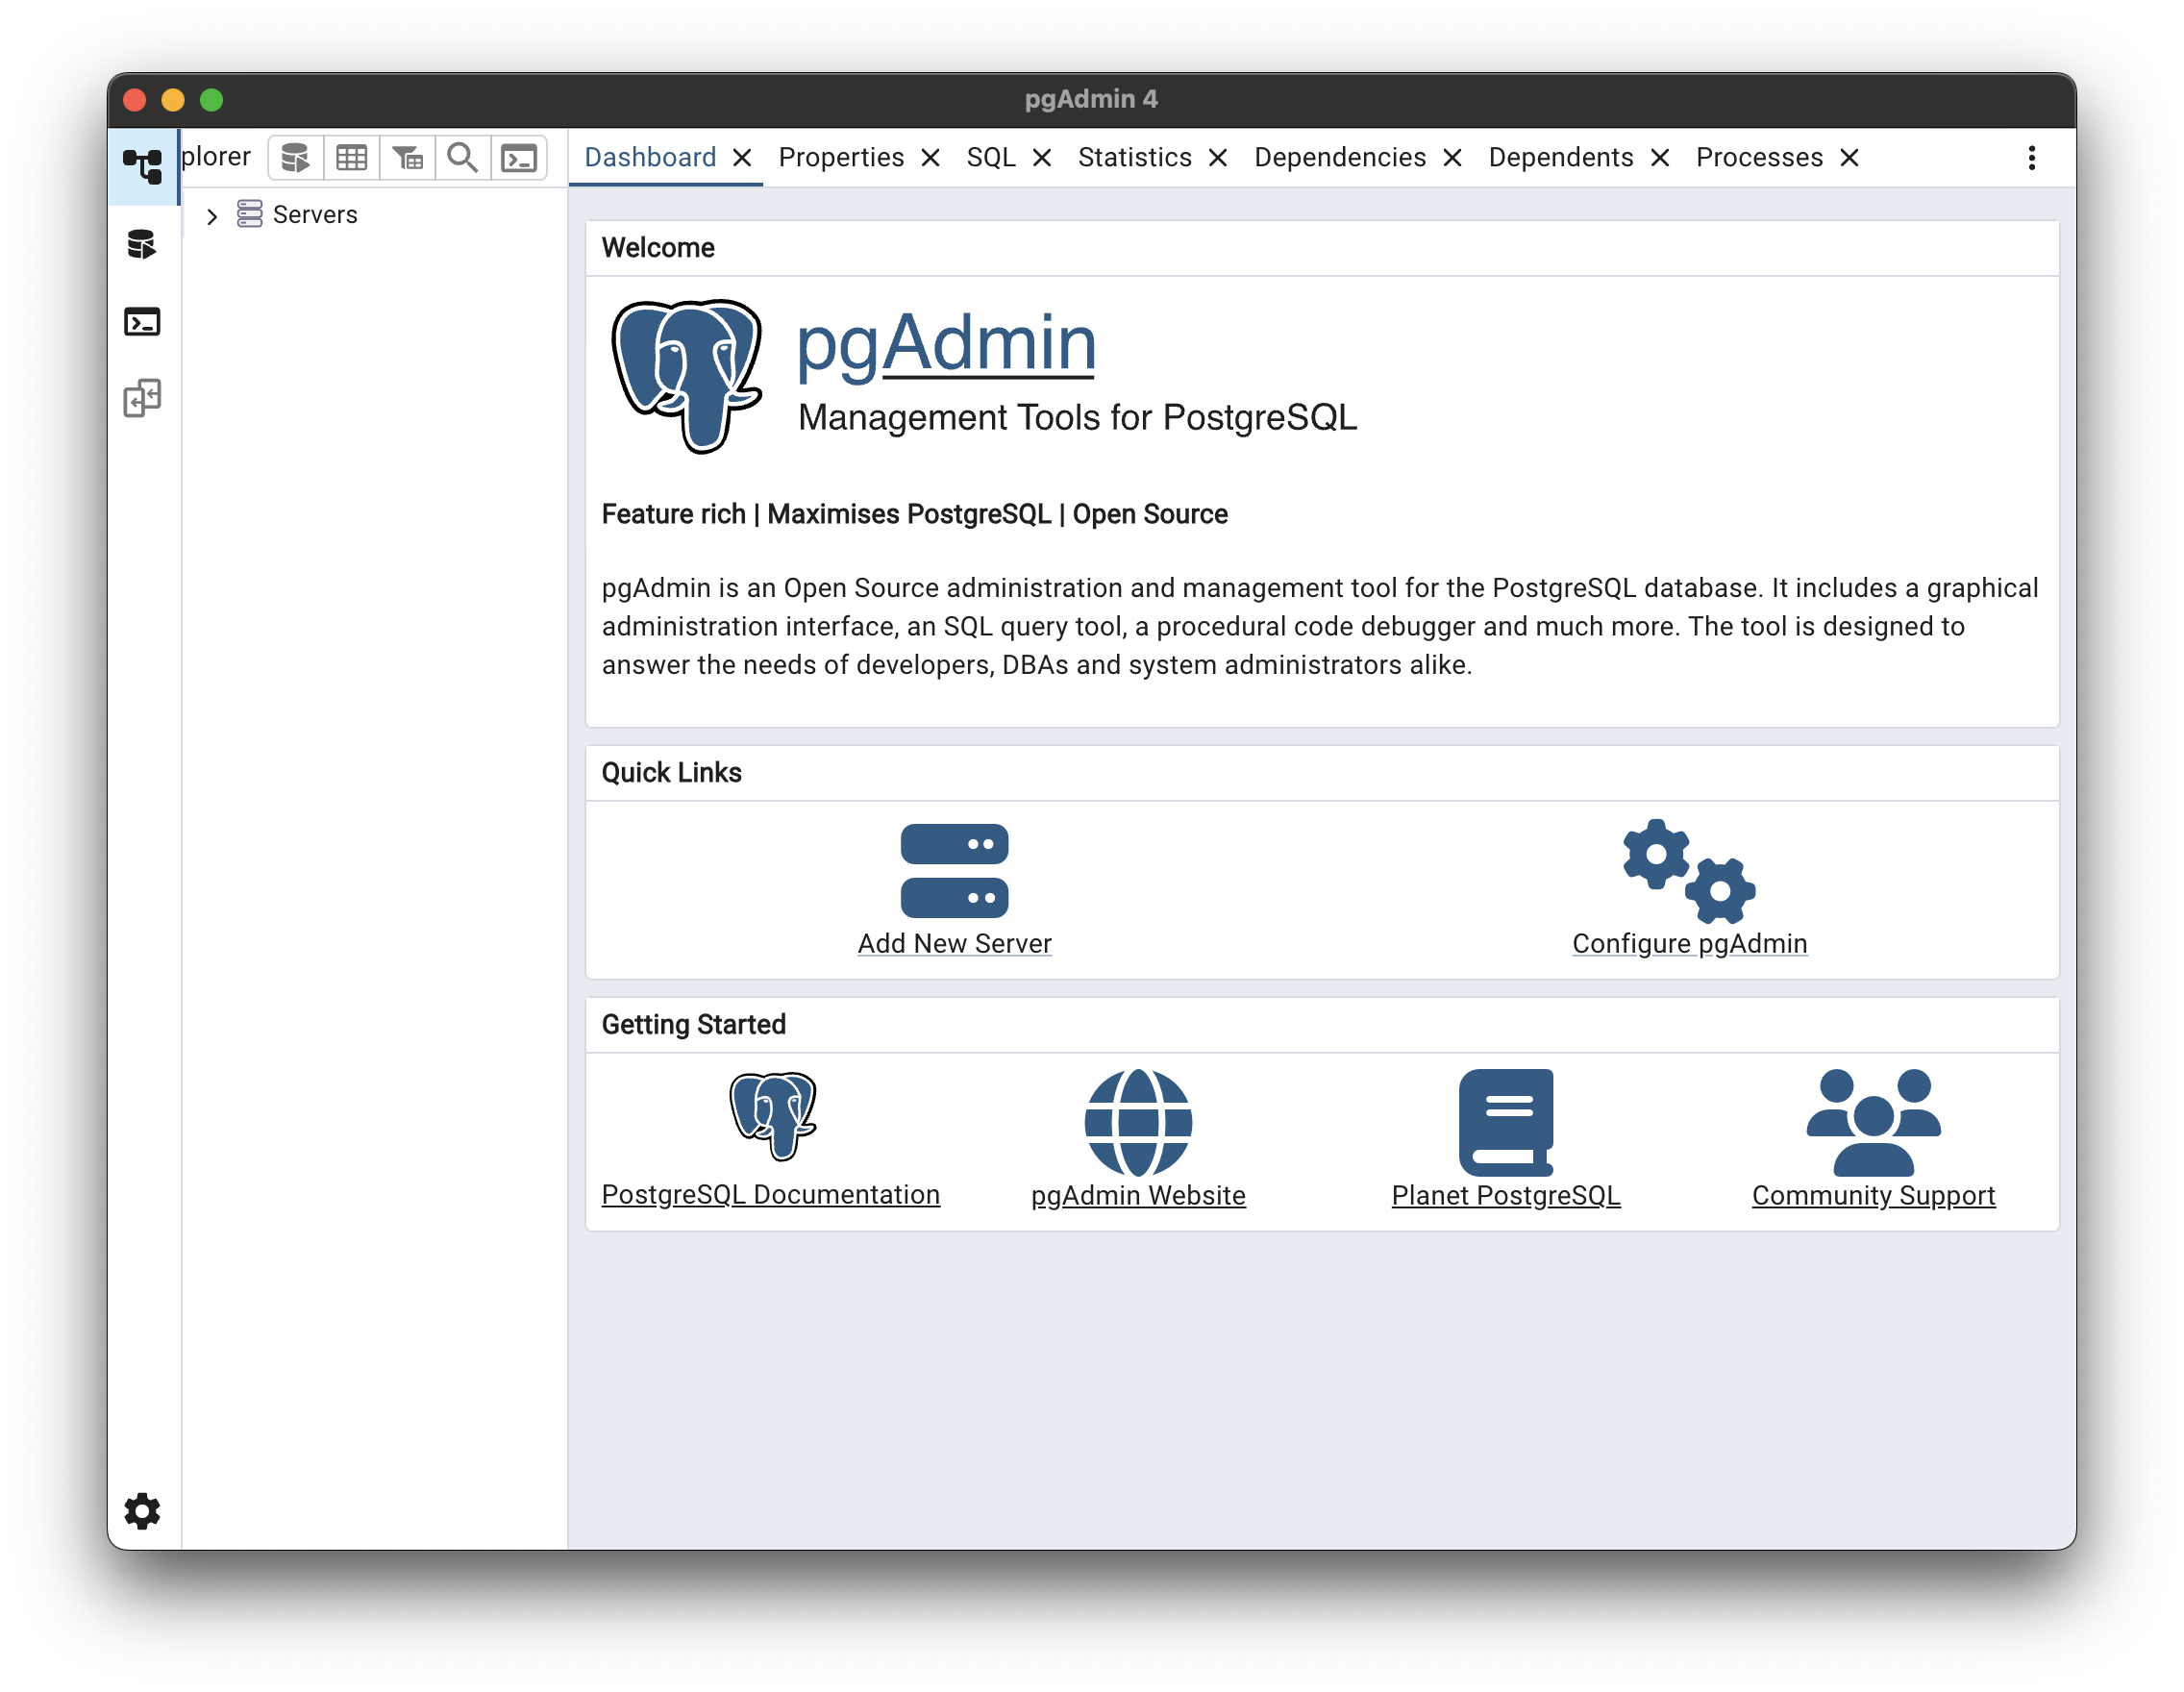 pgAdmin 4
plorer
Dashboard Properties SQL Statistics Dependencies Dependents Processes
Servers
Welcome
pgAdmin
Management Tools for PostgreSQL
Feature rich | Maximises PostgreSQL | Open Source
pgAdmin is an Open Source administration and management tool for the PostgreSQL database. It includes a graphical
administration interface, an SQL query tool, a procedural code debugger and much more. The tool is designed to
answer the needs of developers, DBAs and system administrators alike.
Quick Links
Add New Server
Configure pgAdmin
Getting Started
PostgreSQL Documentation
pgAdmin Website
Planet PostgreSQL
Community Support